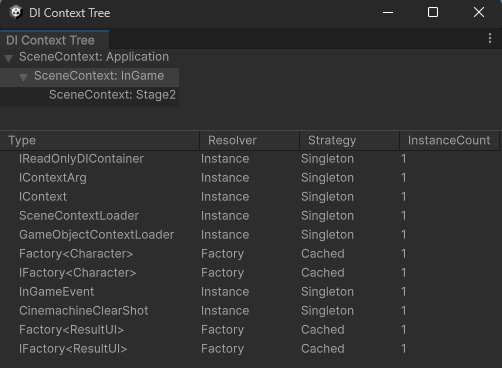 DI Context Tree
DI Context Tree
SceneContext: Application
SceneContext: InGame
SceneContext: Stage2
Type Resolver Strategy InstanceCount
IReadOnlyDIContainer Instance Singleton 1
IContextArg Instance Singleton 1
IContext Instance Singleton 1
SceneContextLoader Instance Singleton 1
GameObjectContextLoader Instance Singleton 1
Factory<Character> Factory Cached 1
IFactory<Character> Factory Cached 1
InGameEvent Instance Singleton 1
CinemachineClearShot Instance Singleton 1
Factory<ResultUI> Factory Cached 1
IFactory<ResultUI> Factory Cached 1